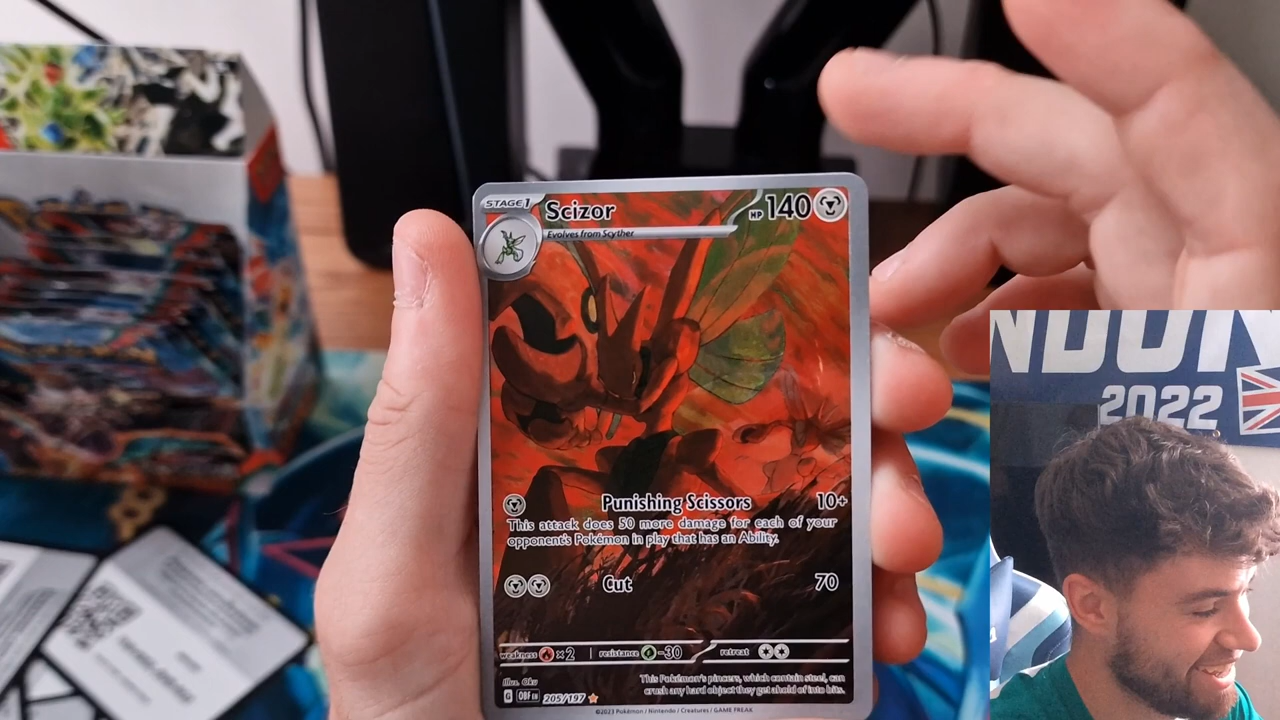 STAGE 1
Scizor
HP 140
Evolves from Scyther
Punishing Scissors 10+
This attack does 50 more damage for each of your
opponent's Pokémon in play that has an Ability.
Cut 70
weakness ×2 resistance -30 retreat
Illus. Oku
This Pokémon's pincers, which contain steel, can
crush any hard object they get ahold of into bits.
G OBF EN 205/197
©2023 Pokémon / Nintendo / Creatures / GAME FREAK
NDON
2022